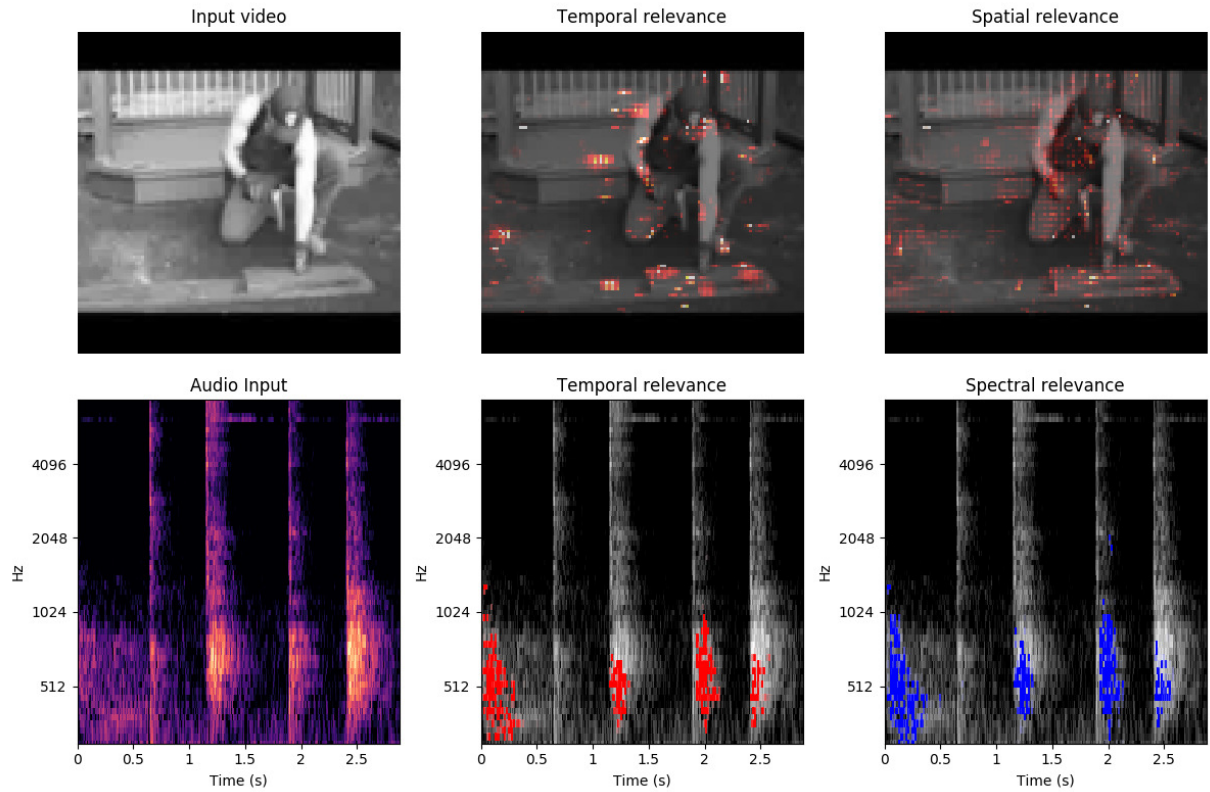 Input video
Temporal relevance
Spatial relevance
Audio Input
Temporal relevance
Spectral relevance
4096
2048
1024
512
Hz
0 0.5 1 1.5 2 2.5
Time (s)
4096
2048
1024
512
Hz
0 0.5 1 1.5 2 2.5
Time (s)
4096
2048
1024
512
Hz
0 0.5 1 1.5 2 2.5
Time (s)